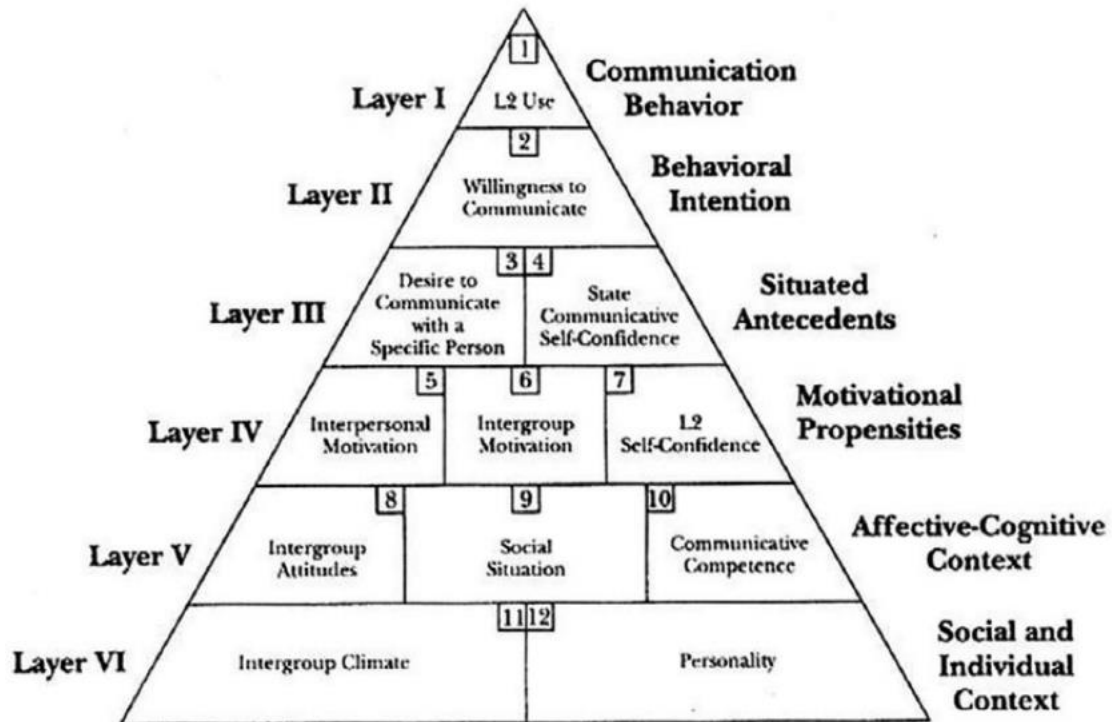 1
Layer I
L2 Use
Communication
Behavior
2
Layer II
Willingness to
Communicate
Behavioral
Intention
3 4
Layer III
Desire to
Communicate
with a
Specific Person
State
Communicative
Self-Confidence
Situated
Antecedents
5 6 7
Layer IV
Interpersonal
Motivation
Intergroup
Motivation
L2
Self-Confidence
Motivational
Propensities
8 9 10
Layer V
Intergroup
Attitudes
Social
Situation
Communicative
Competence
Affective-Cognitive
Context
11 12
Layer VI
Intergroup Climate
Personality
Social and
Individual
Context